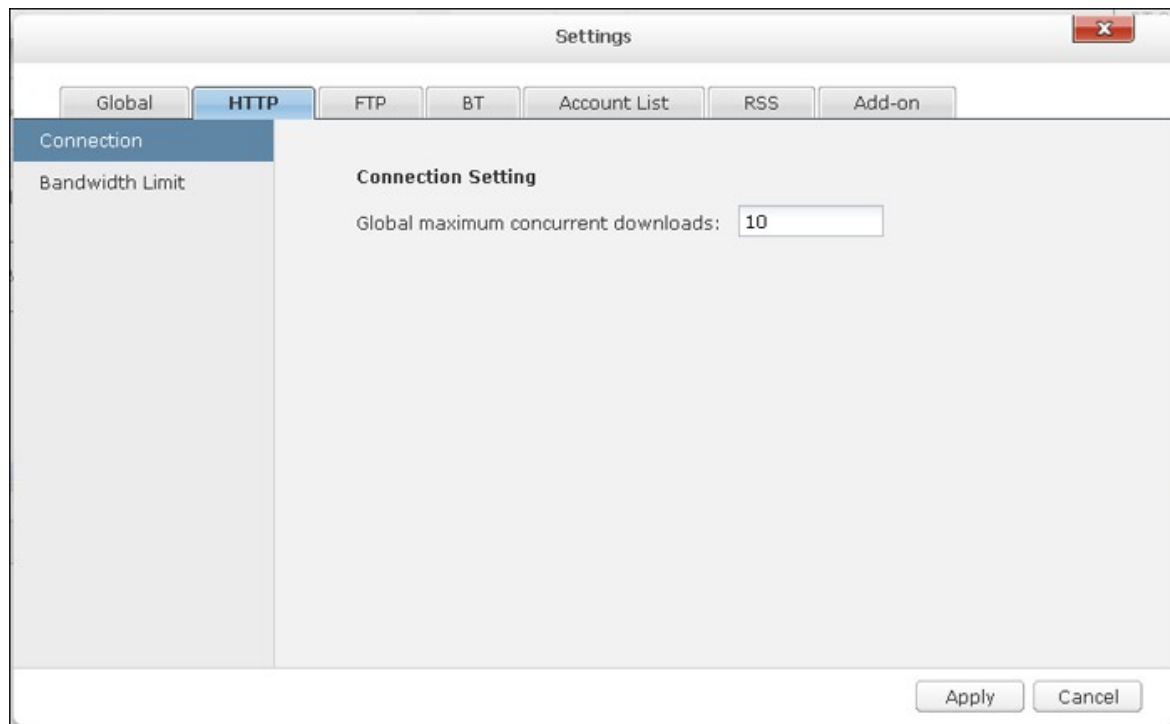 Settings
Global HTTP FTP BT Account List RSS Add-on
Connection
Bandwidth Limit
Connection Setting
Global maximum concurrent downloads: 10
Apply Cancel